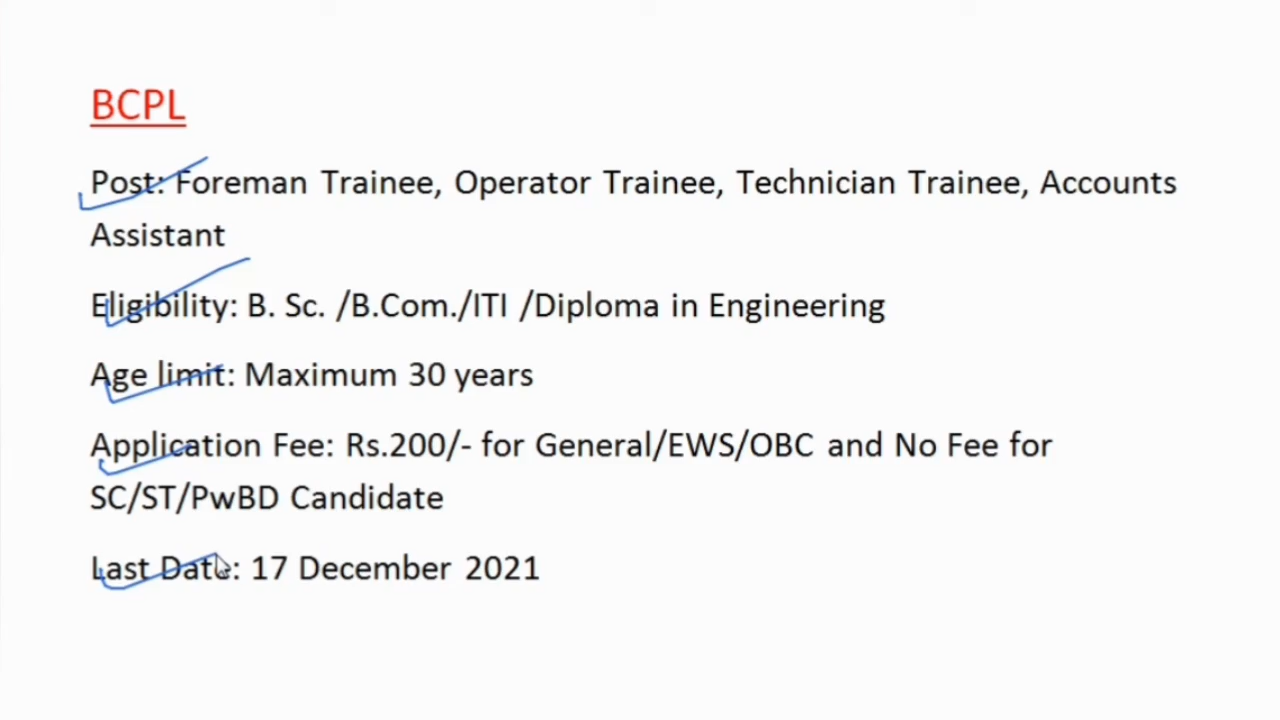 BCPL
Post: Foreman Trainee, Operator Trainee, Technician Trainee, Accounts
Assistant
Eligibility: B. Sc. /B.Com./ITI /Diploma in Engineering
Age limit: Maximum 30 years
Application Fee: Rs.200/- for General/EWS/OBC and No Fee for
SC/ST/PwBD Candidate
Last Date: 17 December 2021